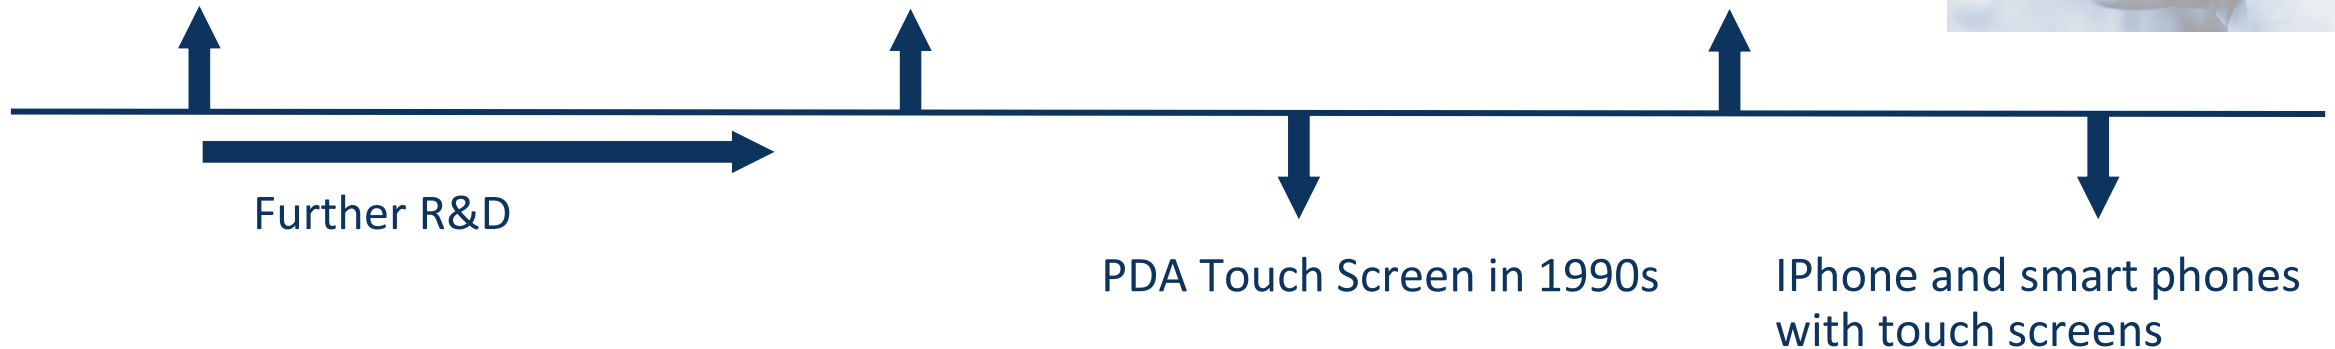 Further R&D
PDA Touch Screen in 1990s
IPhone and smart phones
with touch screens